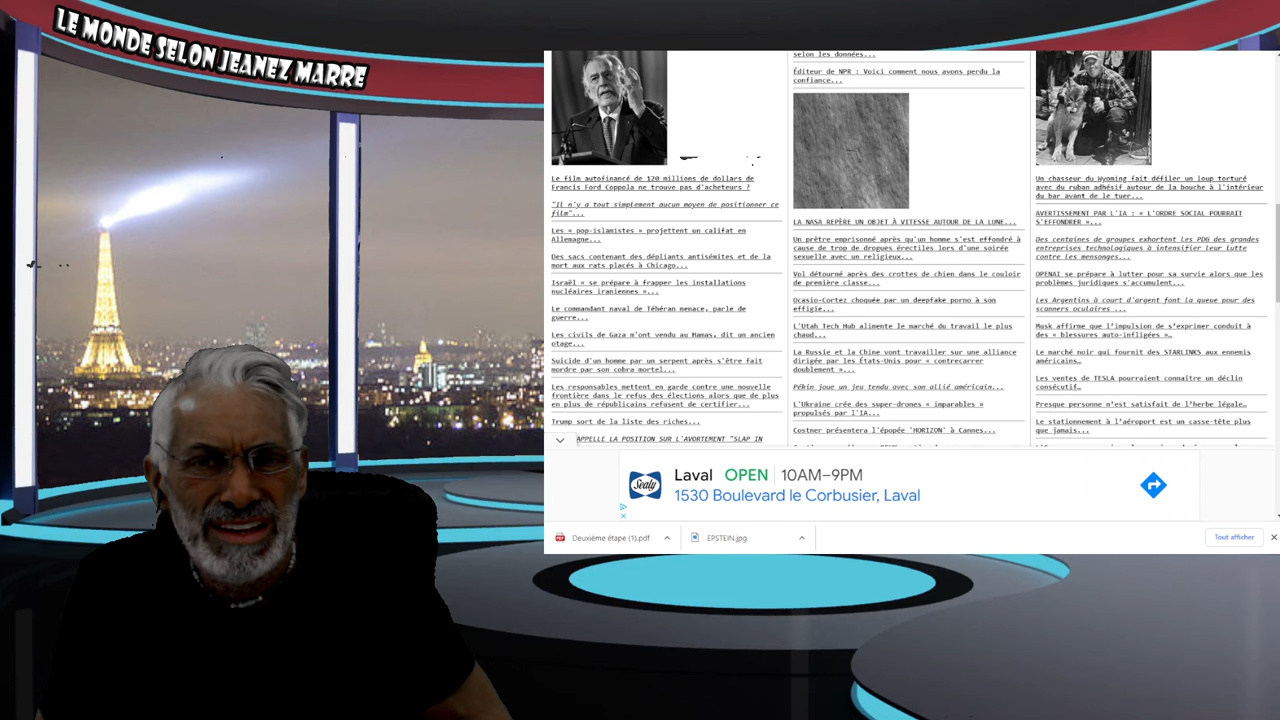 LE MONDE SELON JEANEZ MARRE
Le film autofinancé de 120 millions de dollars de
Francis Ford Coppola ne trouve pas d'acheteurs ?
"Il n'y a tout simplement aucun moyen de positionner ce
film"...
Les « pop-islamistes » projettent un califat en
Allemagne...
Des sacs contenant des dépliants antisémites et de la
mort aux rats placés à Chicago...
Israël « se prépare à frapper les installations
nucléaires iraniennes »...
Le commandant naval de Téhéran menace, parle de
guerre...
Les civils de Gaza m'ont vendu au Hamas, dit un ancien
otage...
Suicide d'un homme par un serpent après s'être fait
mordre par son cobra mortel...
Les responsables mettent en garde contre une nouvelle
frontière dans le refus des élections alors que de plus
en plus de républicains refusent de certifier...
Trump sort de la liste des riches...
APPELLE LA POSITION SUR L'AVORTEMENT "SLAP IN
selon les données...
Éditeur de NPR : Voici comment nous avons perdu la
confiance...
LA NASA REPÈRE UN OBJET À VITESSE AUTOUR DE LA LUNE...
Un prêtre emprisonné après qu'un homme s'est effondré à
cause de trop de drogues érectiles lors d'une soirée
sexuelle avec un religieux...
Vol détourné après des crottes de chien dans le couloir
de première classe...
Ocasio-Cortez choquée par un deepfake porno à son
effigie...
L'Utah Tech Hub alimente le marché du travail le plus
chaud...
La Russie et la Chine vont travailler sur une alliance
dirigée par les États-Unis pour « contrecarrer
doublement »...
Pékin joue un jeu tendu avec son allié américain...
L'Ukraine crée des super-drones « imparables »
propulsés par l'IA...
Costner présentera l'épopée 'HORIZON' à Cannes...
Un chasseur du Wyoming fait défiler un loup torturé
avec du ruban adhésif autour de la bouche à l'intérieur
du bar avant de le tuer...
AVERTISSEMENT PAR L'IA : « L'ORDRE SOCIAL POURRAIT
S'EFFONDRER »...
Des centaines de groupes exhortent les PDG des grandes
entreprises technologiques à intensifier leur lutte
contre les mensonges...
OPENAI se prépare à lutter pour sa survie alors que les
problèmes juridiques s'accumulent...
Les Argentins à court d'argent font la queue pour des
scanners oculaires ...
Musk affirme que l'impulsion de s'exprimer conduit à
des « blessures auto-infligées »…
Le marché noir qui fournit des STARLINKS aux ennemis
américains…
Les ventes de TESLA pourraient connaître un déclin
consécutif…
Presque personne n'est satisfait de l'herbe légale…
Le stationnement à l'aéroport est un casse-tête plus
que jamais...
Sealy
Laval OPEN 10AM–9PM
1530 Boulevard le Corbusier, Laval
Deuxième étape (1).pdf
EPSTEIN.jpg
Tout afficher